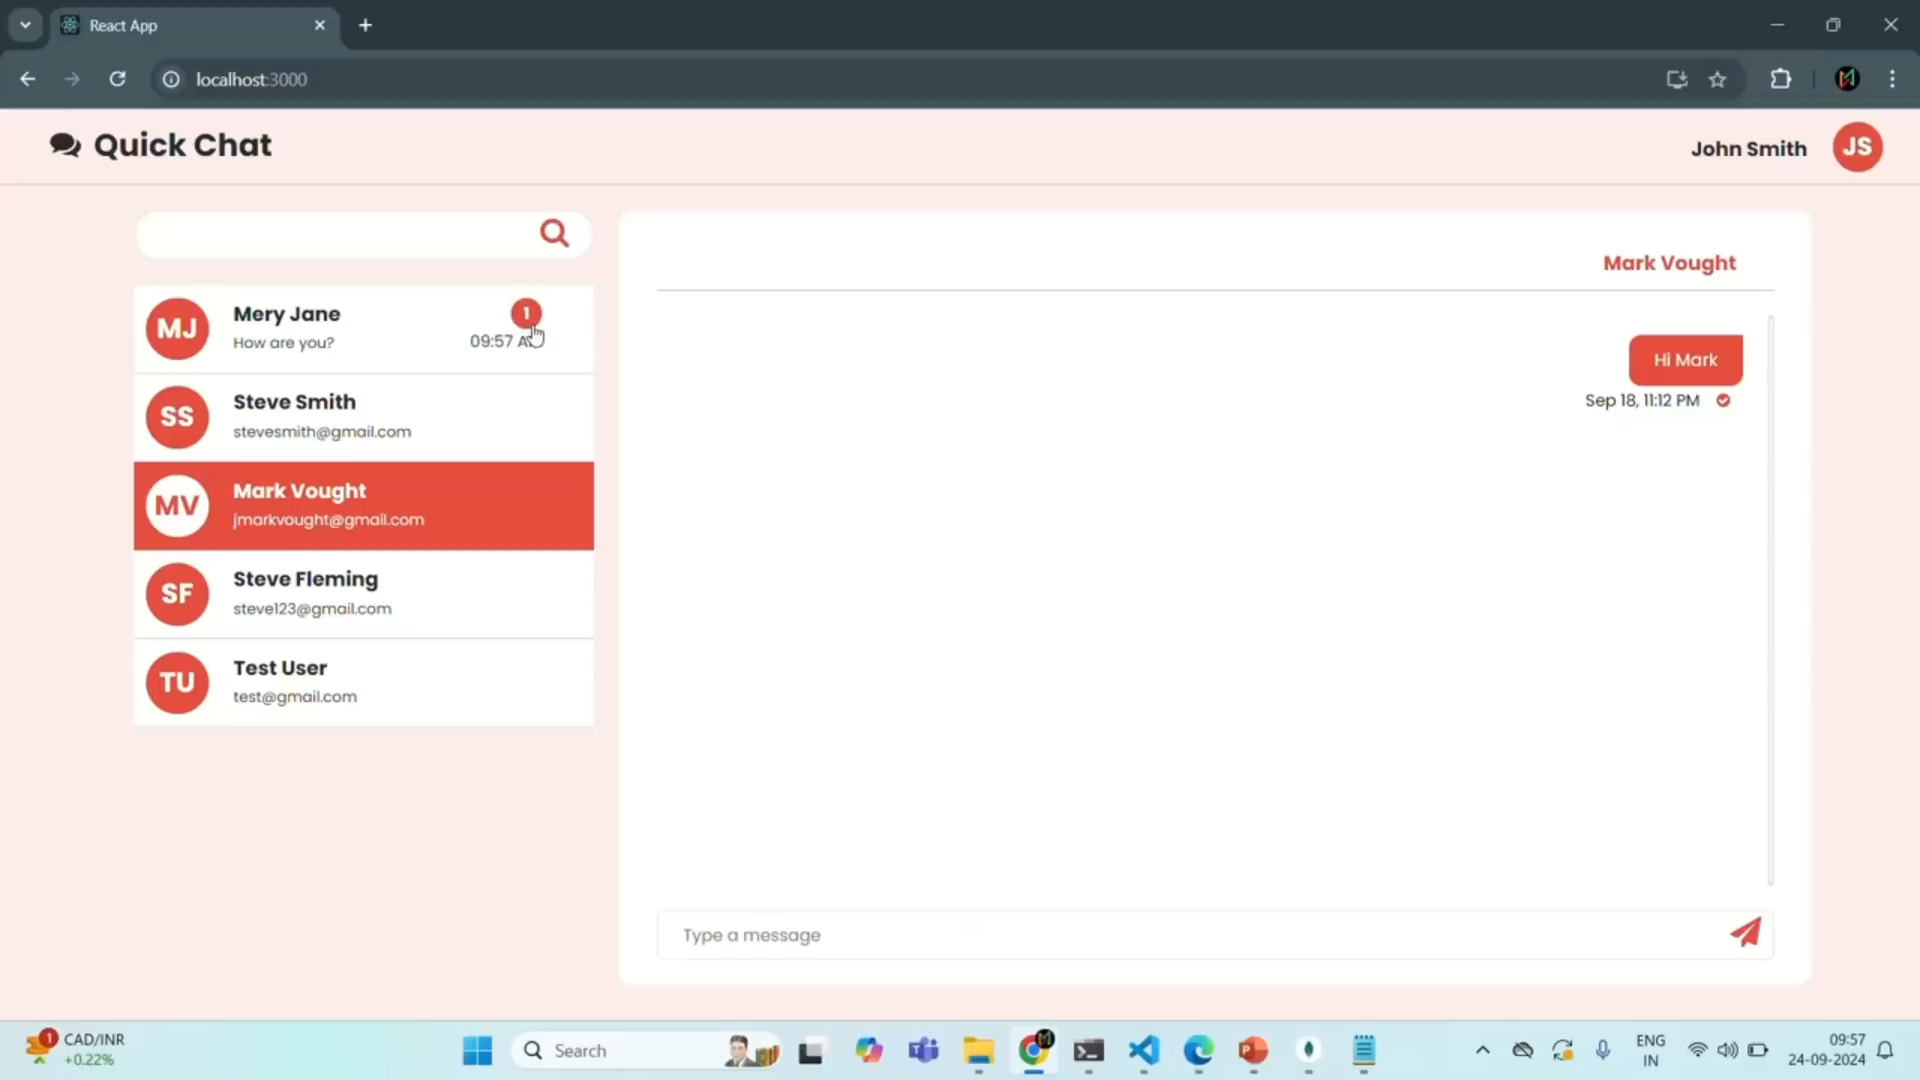 React App
localhost:3000
Quick Chat
John Smith
JS
Mark Vought
MJ
Mery Jane
1
How are you?
09:57
SS
Steve Smith
stevesmith@gmail.com
MV
Mark Vought
jmarkvought@gmail.com
SF
Steve Fleming
steve123@gmail.com
TU
Test User
test@gmail.com
Hi Mark
Sep 18, 11:12 PM
Type a message
1
CAD/INR
+0.22%
Search
ENG
IN
09:57
24-09-2024